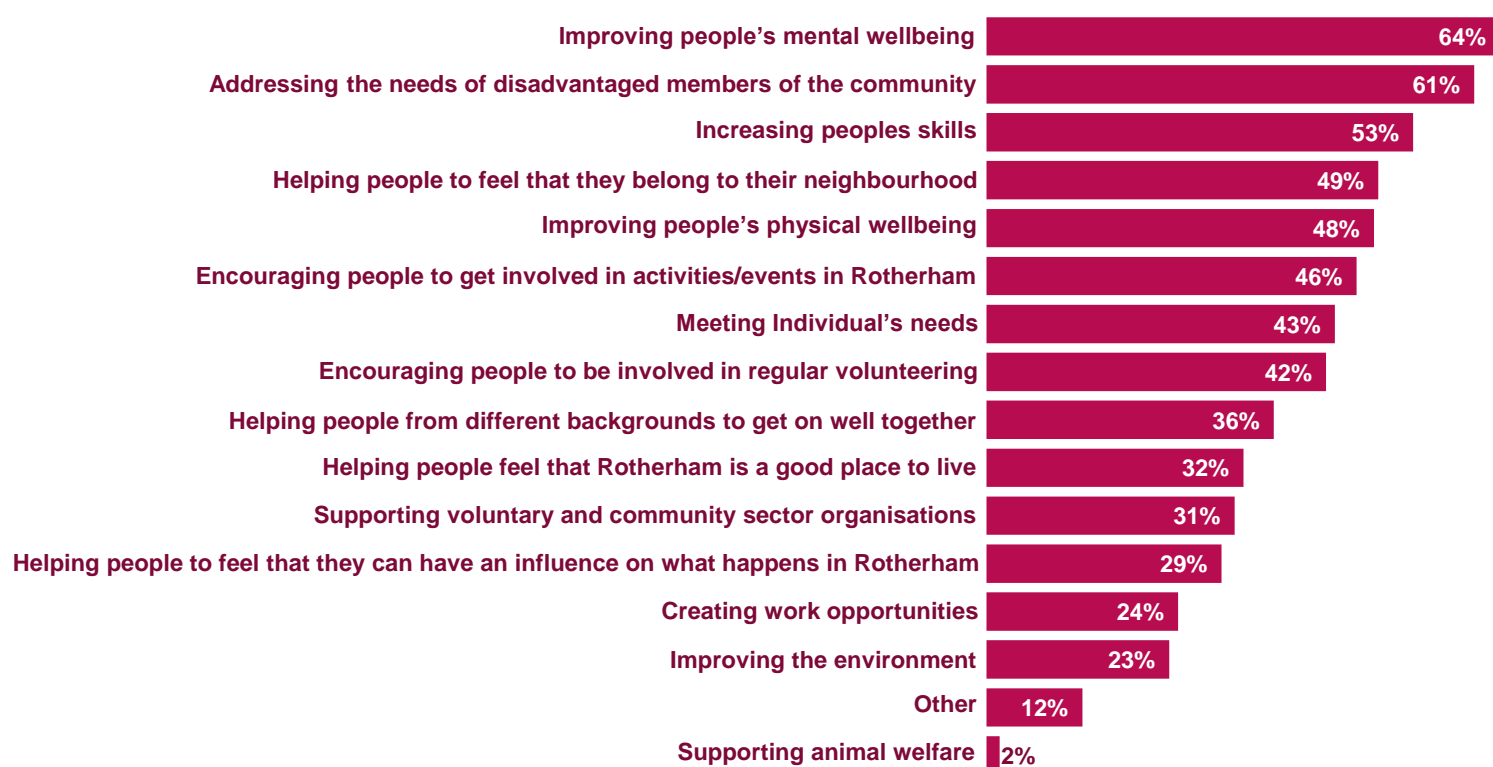 Improving people’s mental wellbeing 64%
Addressing the needs of disadvantaged members of the community 61%
Increasing peoples skills 53%
Helping people to feel that they belong to their neighbourhood 49%
Improving people’s physical wellbeing 48%
Encouraging people to get involved in activities/events in Rotherham 46%
Meeting Individual’s needs 43%
Encouraging people to be involved in regular volunteering 42%
Helping people from different backgrounds to get on well together 36%
Helping people feel that Rotherham is a good place to live 32%
Supporting voluntary and community sector organisations 31%
Helping people to feel that they can have an influence on what happens in Rotherham 29%
Creating work opportunities 24%
Improving the environment 23%
Other 12%
Supporting animal welfare 2%